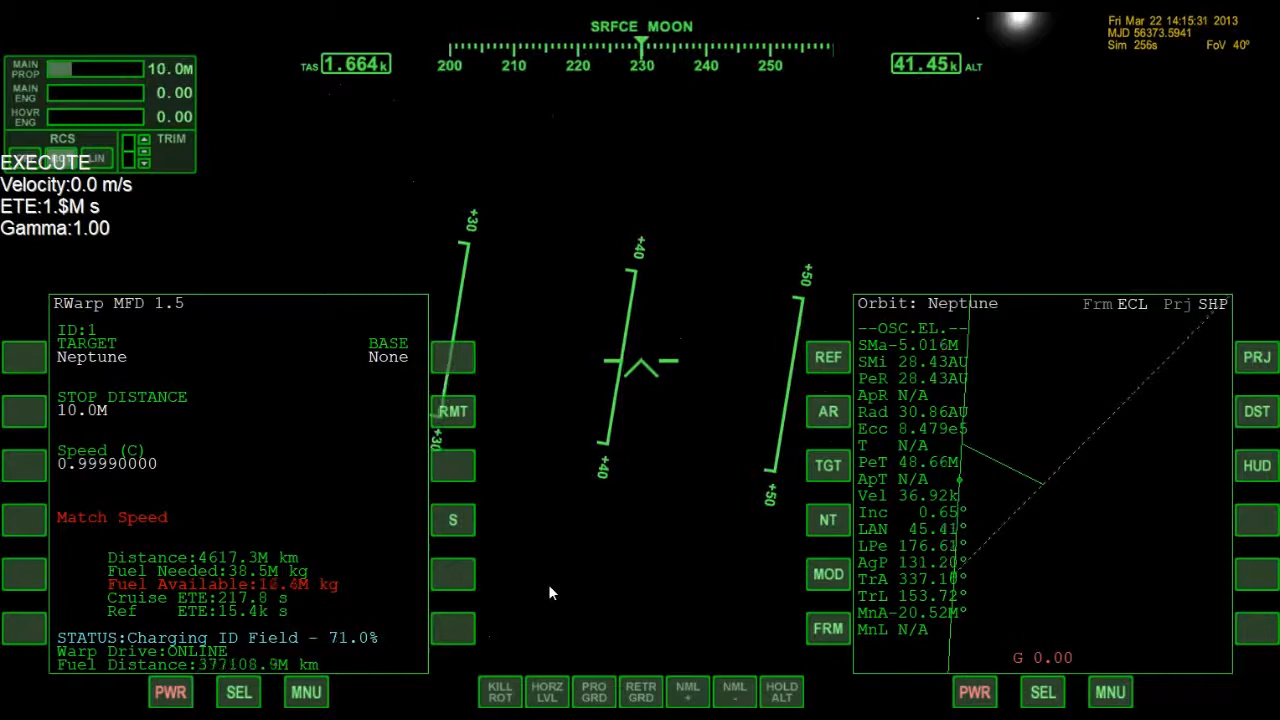 SRFCE MOON
Fri Mar 22 14:15:31 2013
MJD 56373.5941
Sim 255s FoV 40°
TAS 1.664k
200 210 220 230 240 250
41.45k ALT
MAIN PROP 10.0M
MAIN ENG 0.00
HOVR ENG 0.00
RCS TRIM
LIN
EXECUTE
Velocity:0.0 m/s
ETE:1.$M s
Gamma:1.00
+30 +40 +50
+30 +40 +50
RWarp MFD 1.5
ID:1
TARGET BASE
Neptune None
STOP DISTANCE
10.0M
Speed (C)
0.99990000
Match Speed
Distance:4617.3M km
Fuel Needed:38.5M kg
Fuel Available: kg
Cruise ETE:217.8 s
Ref ETE:15.4k s
STATUS:Charging ID Field - 71.0%
Warp Drive:ONLINE
Fuel Distance: km
RMT
S
PWR SEL MNU
KILL ROT
HORZ LVL
PRO GRD
RETR GRD
NML +
NML -
HOLD ALT
REF
AR
TGT
NT
MOD
FRM
Orbit: Neptune Frm ECL Prj SHP
--OSC.EL.--
SMa-5.016M
SMi 28.43AU
PeR 28.43AU
ApR N/A
Rad 30.86AU
Ecc 8.479e5
T N/A
PeT 48.66M
ApT N/A
Vel 36.92k
Inc 0.65°
LAN 45.41°
LPe 176.61°
AgP 131.20°
TrA 337.10°
TrL 153.72°
MnA-20.52M°
MnL N/A
G 0.00
PRJ
DST
HUD
PWR SEL MNU